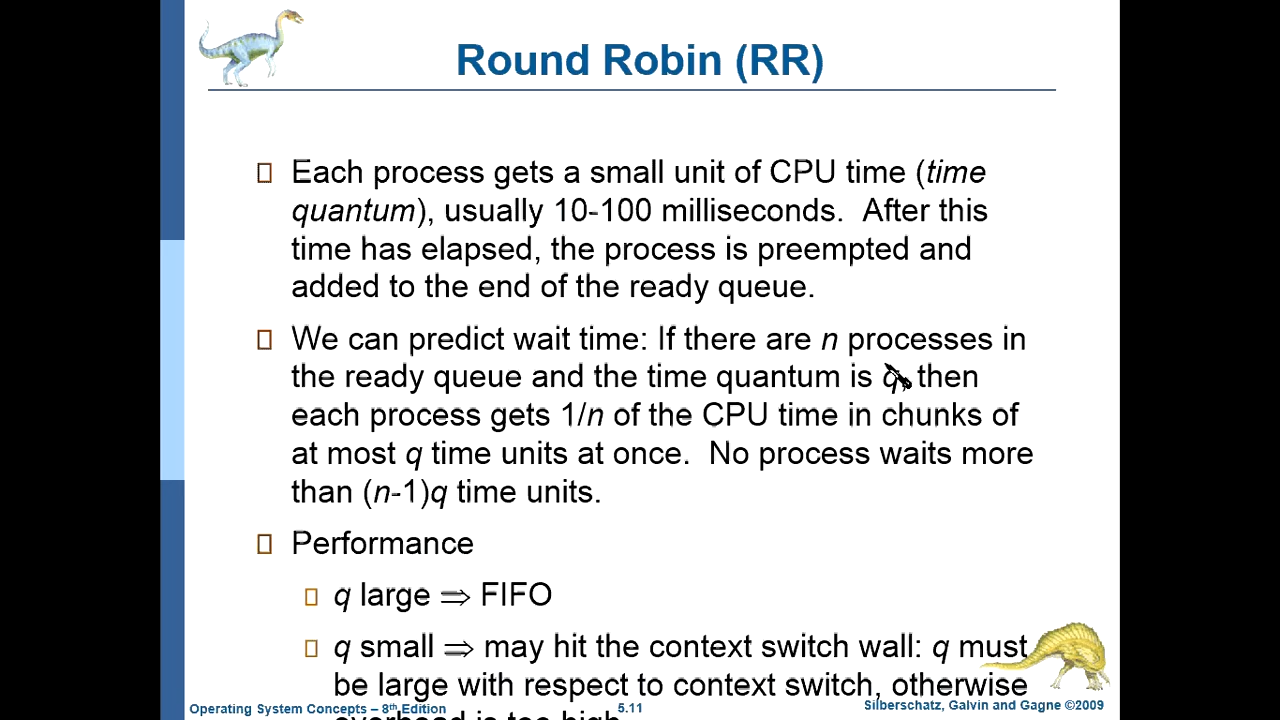 Round Robin (RR)
Each process gets a small unit of CPU time (time
quantum), usually 10-100 milliseconds.  After this
time has elapsed, the process is preempted and
added to the end of the ready queue.
We can predict wait time: If there are n processes in
the ready queue and the time quantum is q, then
each process gets 1/n of the CPU time in chunks of
at most q time units at once.  No process waits more
than (n-1)q time units.
Performance
q large ⇒ FIFO
q small ⇒ may hit the context switch wall: q must
be large with respect to context switch, otherwise
overhead is too high
Operating System Concepts – 8th Edition
5.11
Silberschatz, Galvin and Gagne ©2009